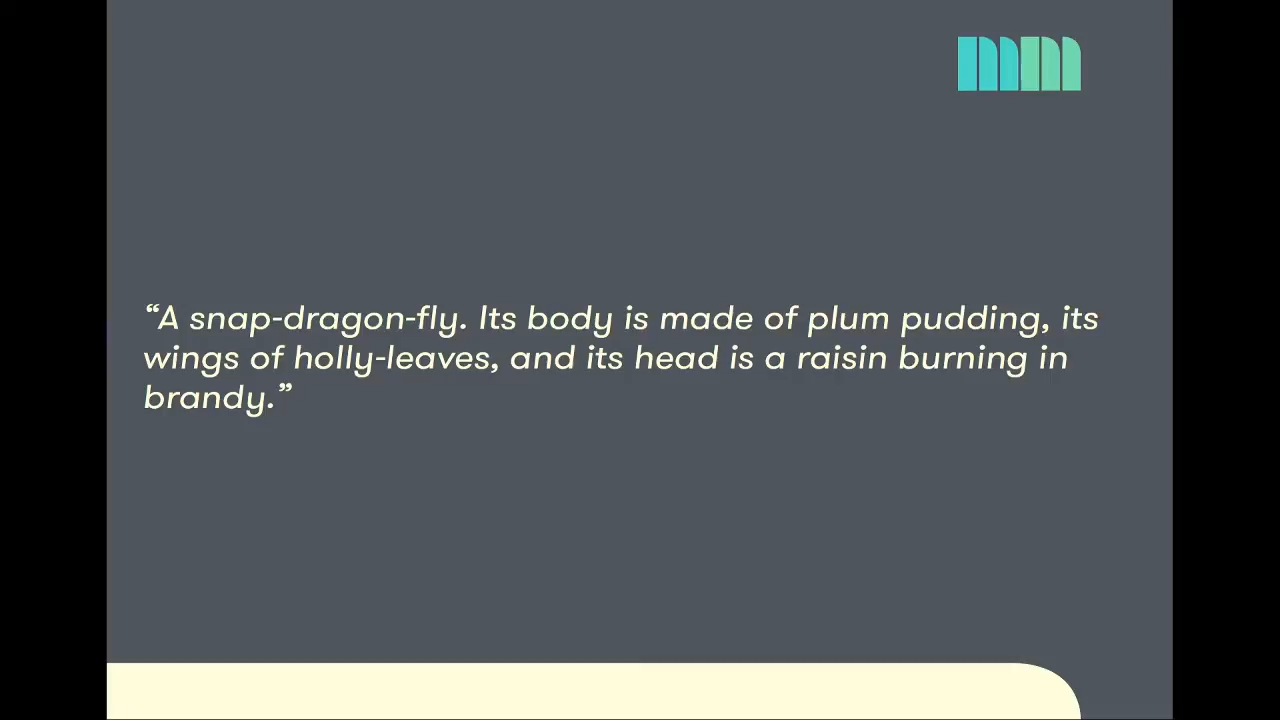 “A snap-dragon-fly. Its body is made of plum pudding, its
wings of holly-leaves, and its head is a raisin burning in
brandy.”